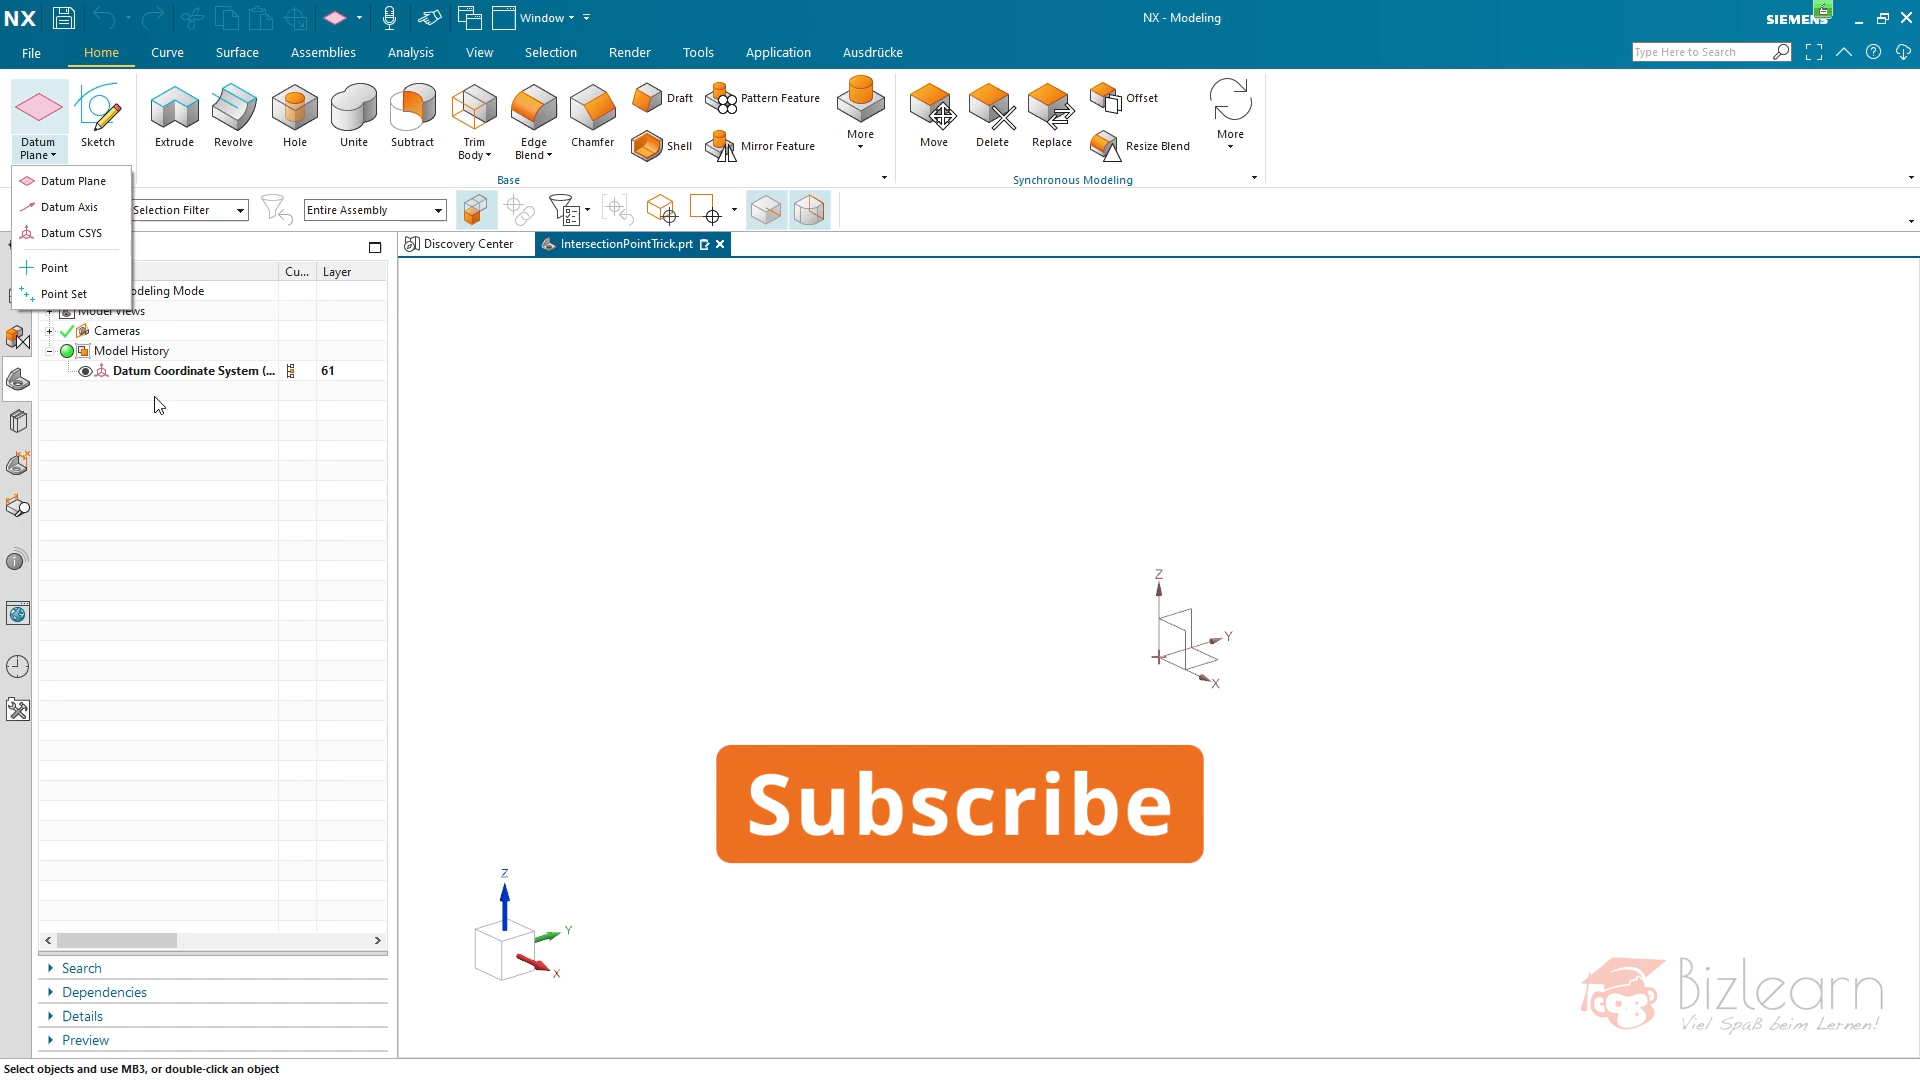 NX
Window
NX - Modeling
SIEMENS
File
Home
Curve
Surface
Assemblies
Analysis
View
Selection
Render
Tools
Application
Ausdrücke
Type Here to Search
Datum
Plane
Sketch
Extrude
Revolve
Hole
Unite
Subtract
Trim
Body
Edge
Blend
Chamfer
Draft
Shell
Pattern Feature
Mirror Feature
More
Base
Move
Delete
Replace
Offset
Resize Blend
More
Synchronous Modeling
Datum Plane
Datum Axis
Datum CSYS
Point
Point Set
Selection Filter
Entire Assembly
Discovery Center
IntersectionPointTrick.prt
Cu...
Layer
odeling Mode
Model Views
Cameras
Model History
Datum Coordinate System (...
61
Z
Y
X
Subscribe
Z
Y
X
Search
Dependencies
Details
Preview
Bizlearn
Viel Spaß beim Lernen!
Select objects and use MB3, or double-click an object